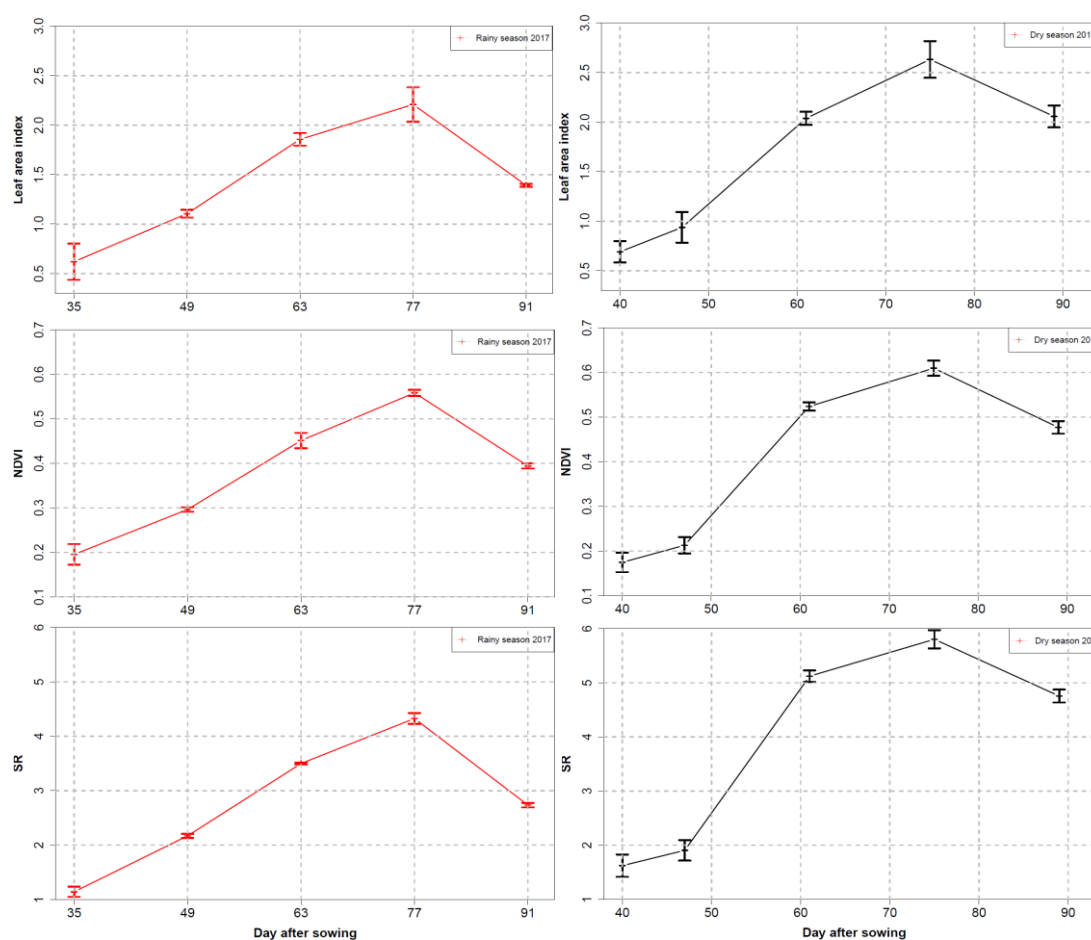 Leaf area index
3.0
2.5
2.0
1.5
1.0
0.5
35 49 63 77 91
Rainy season 2017
Leaf area index
3.0
2.5
2.0
1.5
1.0
0.5
40 50 60 70 80 90
Dry season 201
NDVI
0.7
0.6
0.5
0.4
0.3
0.2
0.1
35 49 63 77 91
Rainy season 2017
NDVI
0.7
0.6
0.5
0.4
0.3
0.2
0.1
40 50 60 70 80 90
Dry season 20
SR
6
5
4
3
2
1
35 49 63 77 91
Day after sowing
Rainy season 2017
SR
6
5
4
3
2
1
40 50 60 70 80 90
Day after sowing
Dry season 20